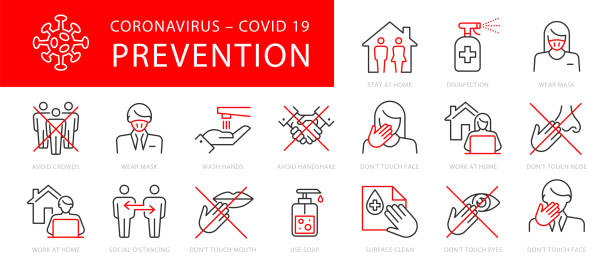 CORONAVIRUS – COVID 19
PREVENTION
STAY AT HOME
DISINFECTION
WEAR MASK
AVOID CROWDS
WEAR MASK
WASH HANDS
AVOID HANDSHAKE
DON'T TOUCH FACE
WORK AT HOME
DON'T TOUCH NOSE
WORK AT HOME
SOCIAL DISTANCING
DON'T TOUCH MOUTH
USE SOAP
SURFACE CLEAN
DON'T TOUCH EYES
DON'T TOUCH FACE